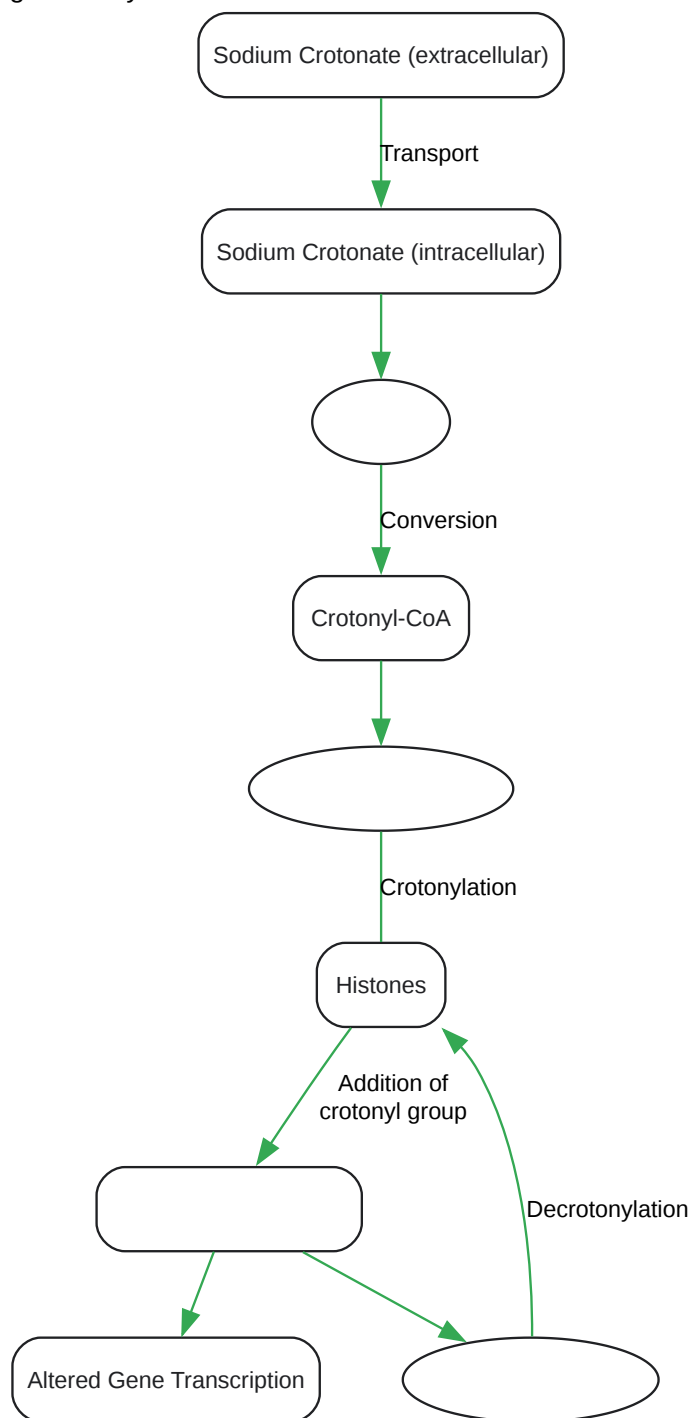 Sodium Crotonate (extracellular)
Transport
Sodium Crotonate (intracellular)
Conversion
Crotonyl-CoA
Crotonylation
Histones
Addition of
crotonyl group
Decrotonylation
Altered Gene Transcription